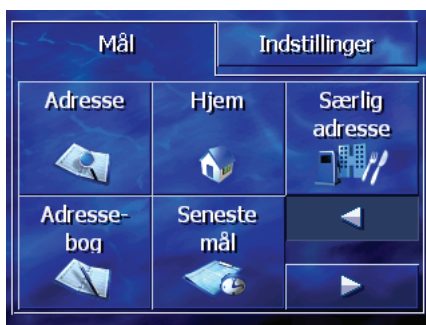 Mål
Indstillinger
Adresse
Hjem
Særlig
adresse
Adresse-
bog
Seneste
mål